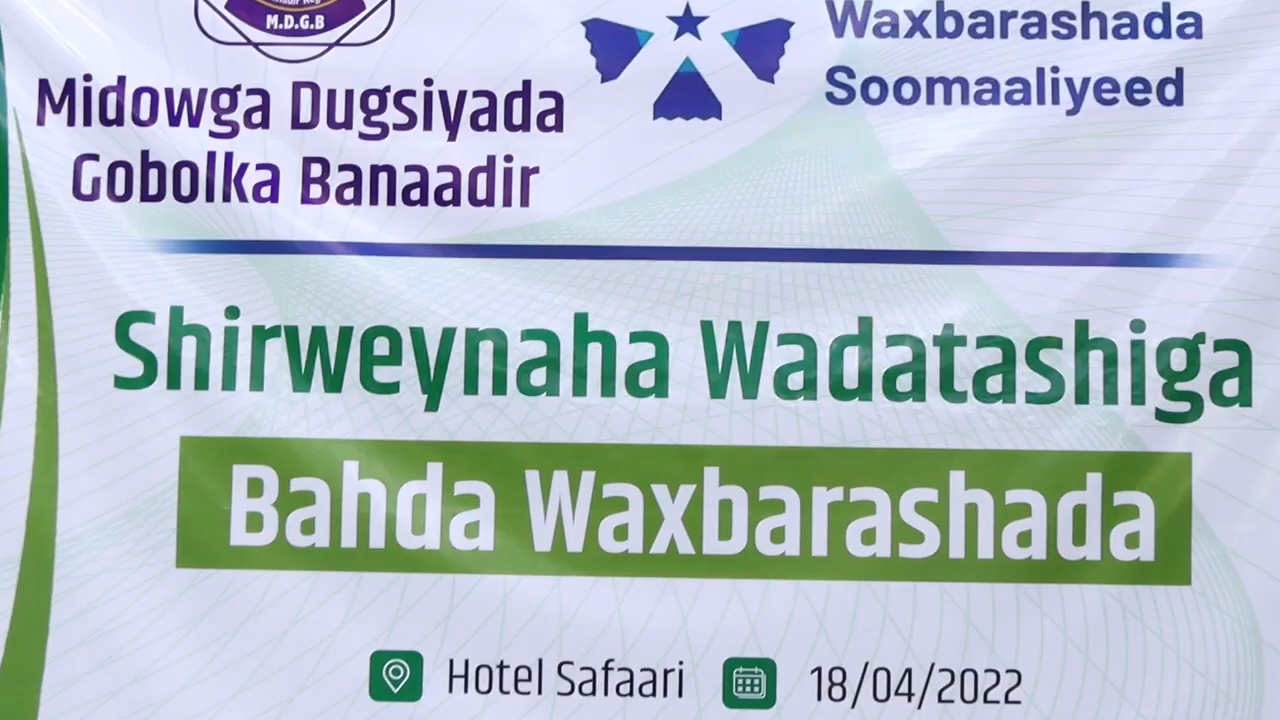 M.D.G.B
Midowga Dugsiyada
Gobolka Banaadir
Waxbarashada
Soomaaliyeed
Shirweynaha Wadatashiga
Bahda Waxbarashada
Hotel Safaari 18/04/2022